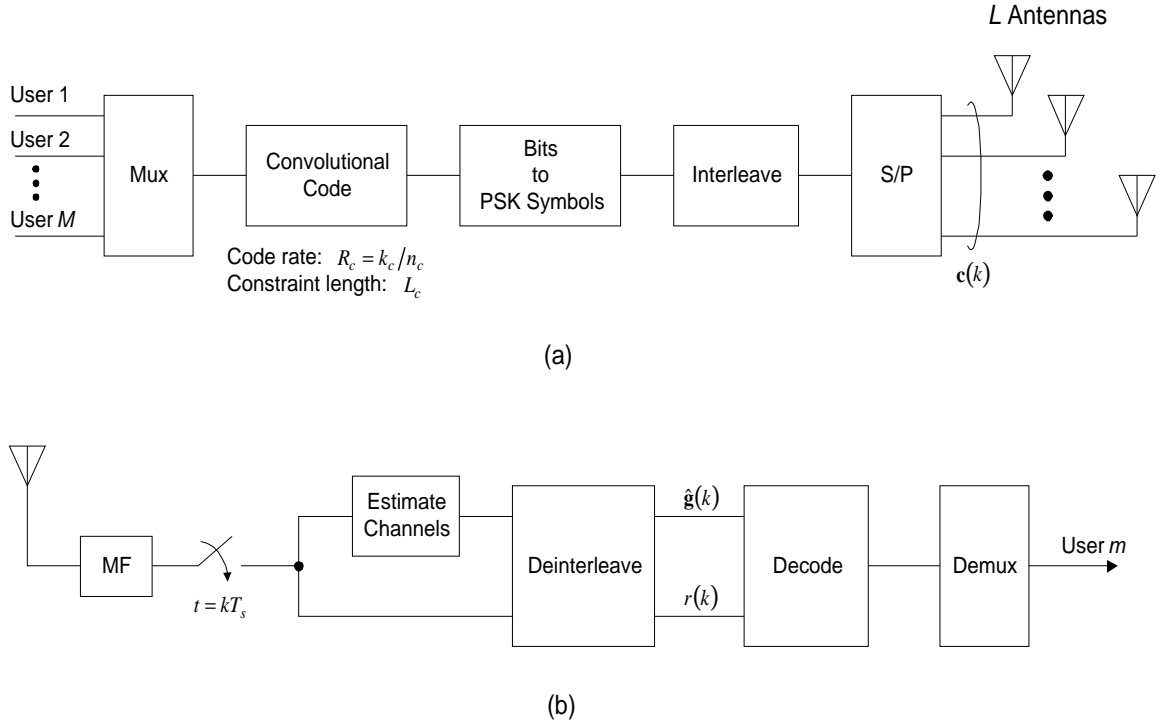 L Antennas
User 1
User 2
User M
Mux
Convolutional
Code
Bits
to
PSK Symbols
Interleave
S/P
Code rate: R_c = k_c/n_c
Constraint length: L_c
c(k)
(a)
Estimate
Channels
ĝ(k)
MF
t = kT_s
Deinterleave
Decode
Demux
User m
r(k)
(b)